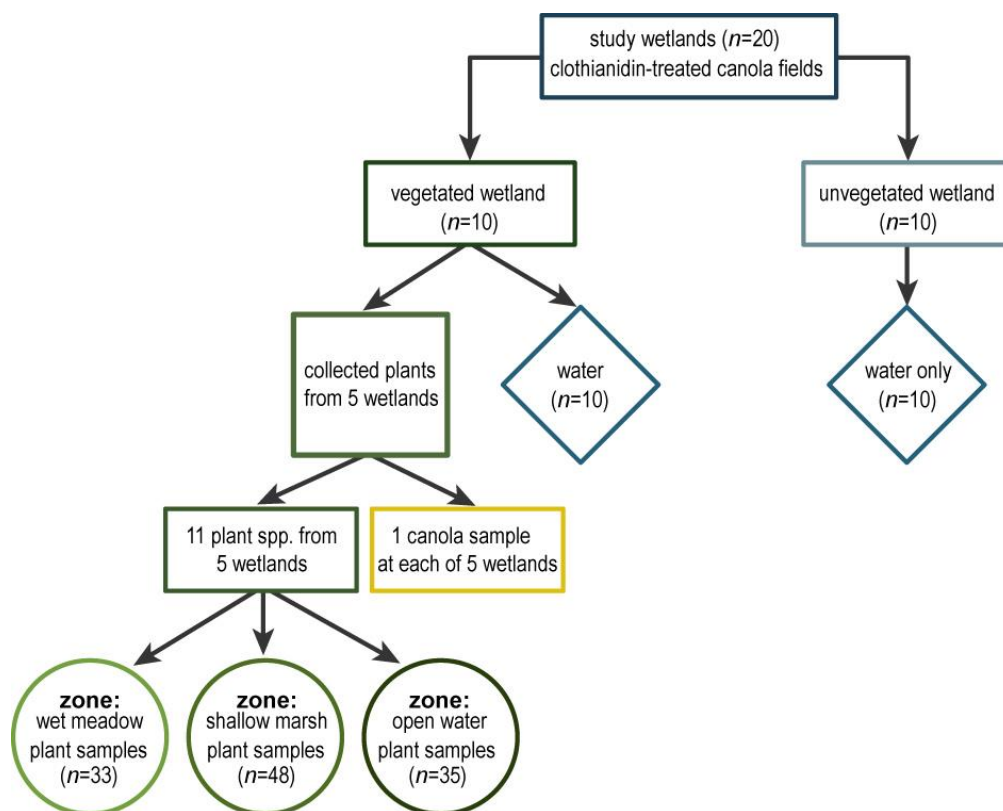 study wetlands (n=20)
clothianidin-treated canola fields
vegetated wetland
(n=10)
unvegetated wetland
(n=10)
collected plants
from 5 wetlands
water
(n=10)
water only
(n=10)
11 plant spp. from
5 wetlands
1 canola sample
at each of 5 wetlands
zone:
wet meadow
plant samples
(n=33)
zone:
shallow marsh
plant samples
(n=48)
zone:
open water
plant samples
(n=35)